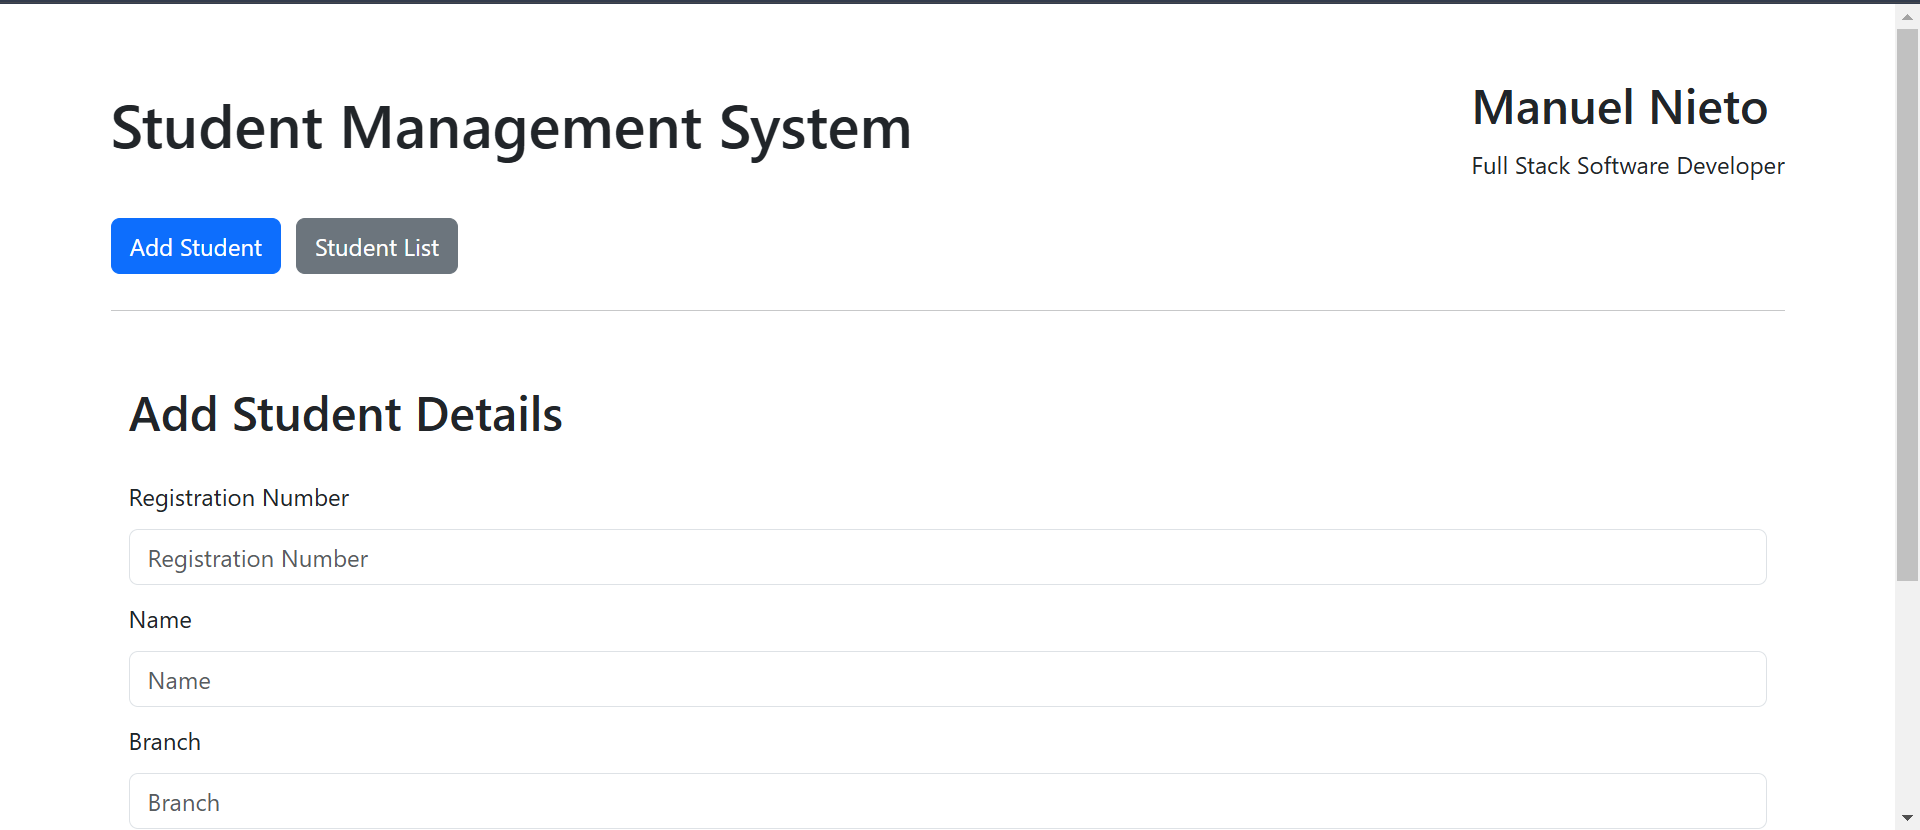 Student Management System
Manuel Nieto
Full Stack Software Developer
Add Student
Student List
Add Student Details
Registration Number
Registration Number
Name
Name
Branch
Branch